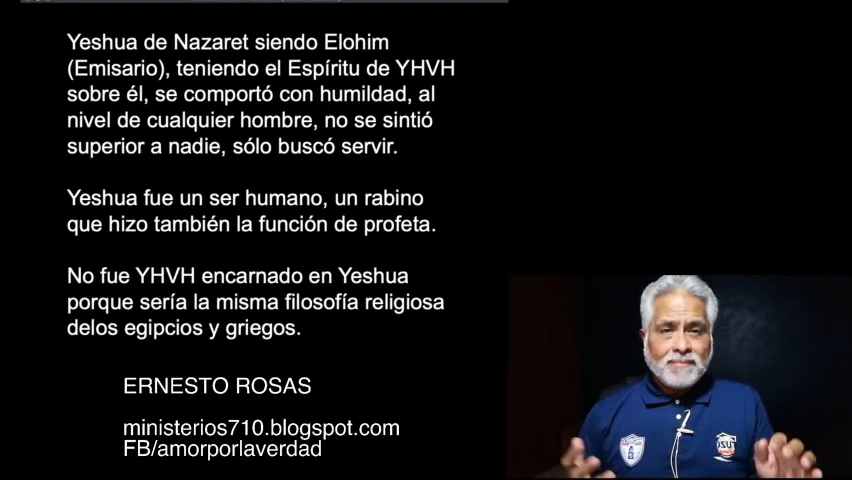 Yeshua de Nazaret siendo Elohim
(Emisario), teniendo el Espíritu de YHVH
sobre él, se comportó con humildad, al
nivel de cualquier hombre, no se sintió
superior a nadie, sólo buscó servir.
Yeshua fue un ser humano, un rabino
que hizo también la función de profeta.
No fue YHVH encarnado en Yeshua
porque sería la misma filosofía religiosa
delos egipcios y griegos.
ERNESTO ROSAS
ministerios710.blogspot.com
FB/amorporlaverdad